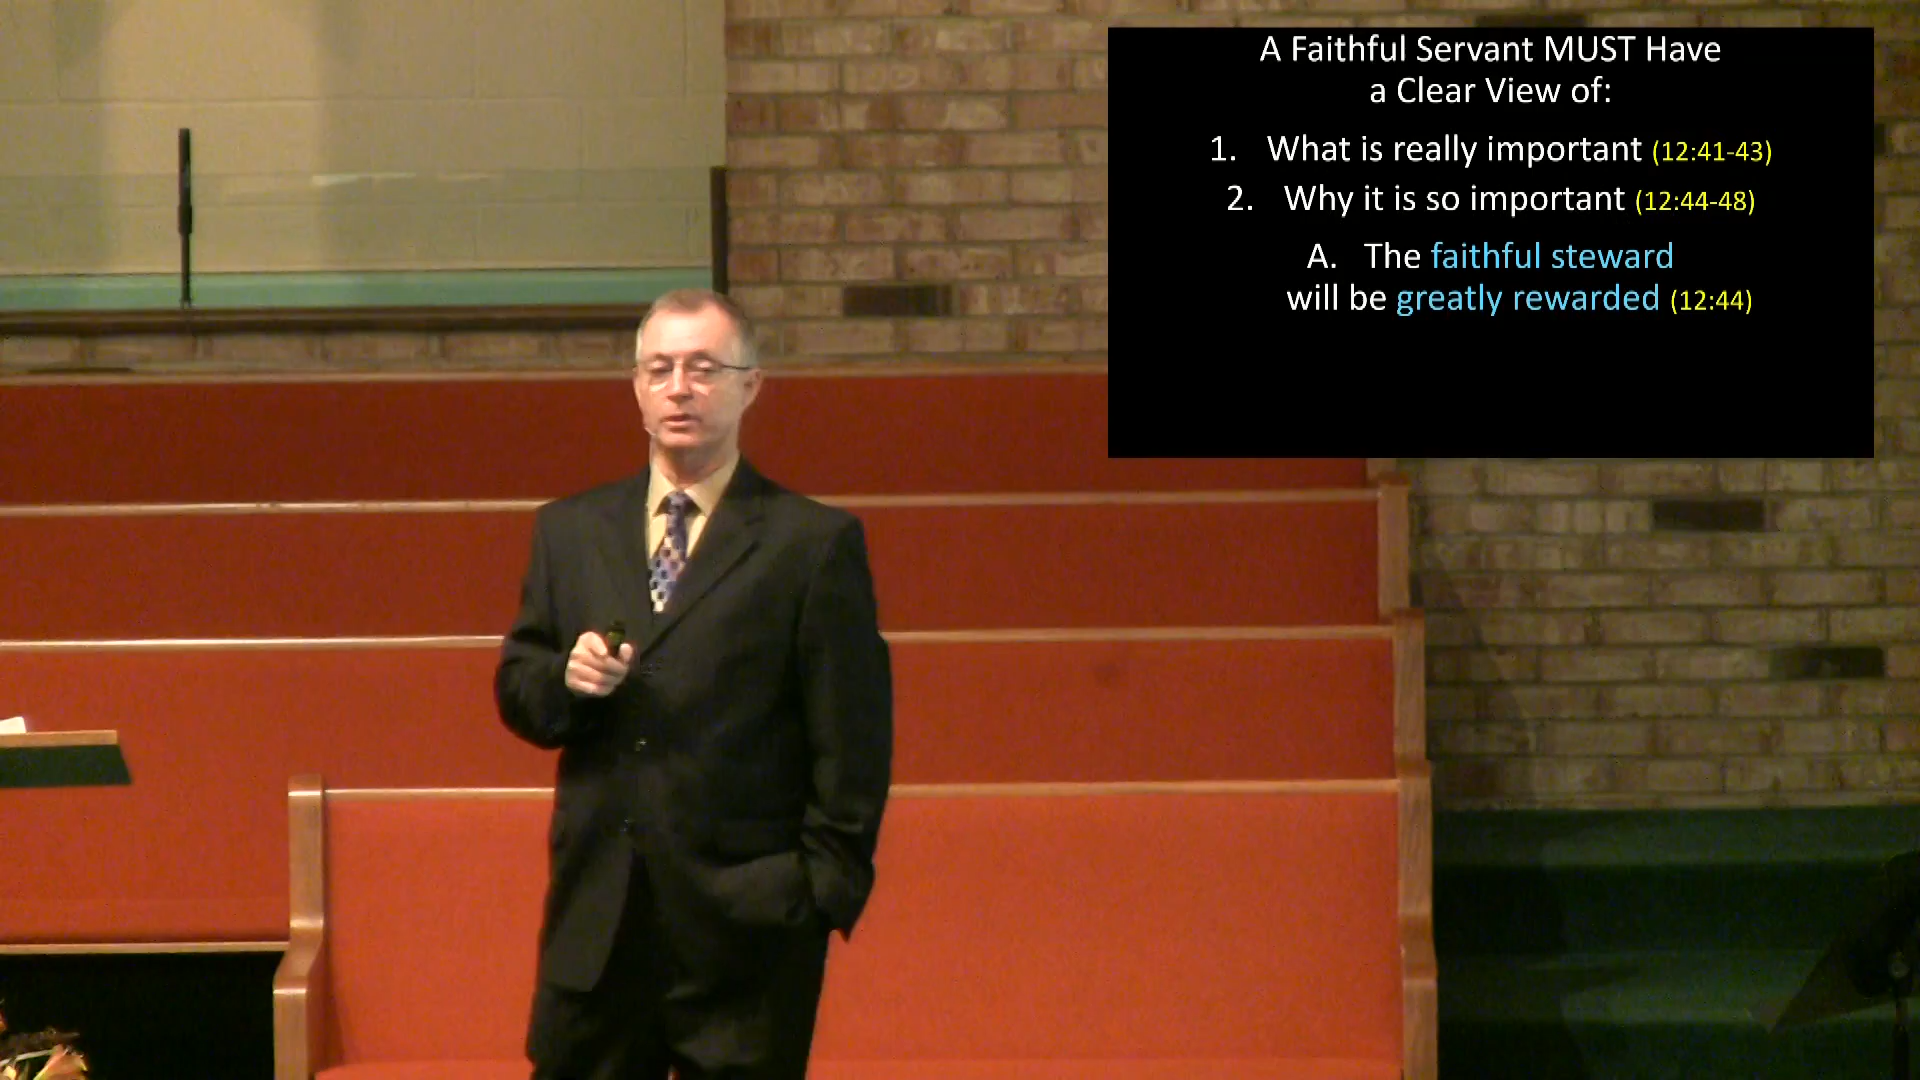 A Faithful Servant MUST Have
a Clear View of:
1. What is really important (12:41-43)
2. Why it is so important (12:44-48)
A. The faithful steward
will be greatly rewarded (12:44)